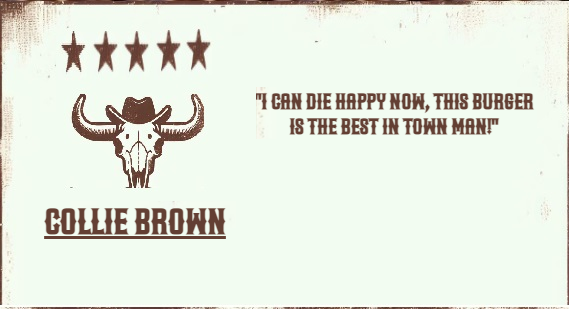 "I CAN DIE HAPPY NOW, THIS BURGER
IS THE BEST IN TOWN MAN!"
COLLIE BROWN